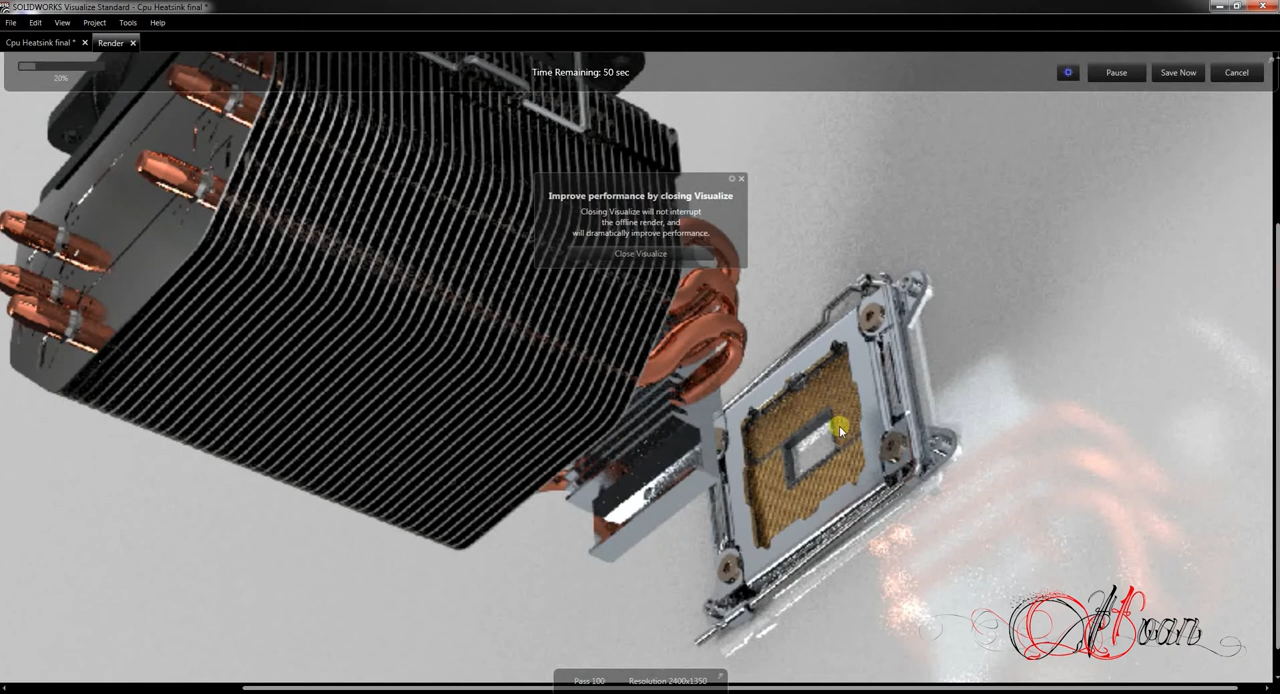 SOLIDWORKS Visualize Standard - Cpu Heatsink final *
File Edit View Project Tools Help
Cpu Heatsink final * Render
20%
Time Remaining: 50 sec
Pause Save Now Cancel
Improve performance by closing Visualize
Closing Visualize will not interrupt
the offline render, and
will dramatically improve performance.
Close Visualize
Pass 100 Resolution 2400x1350